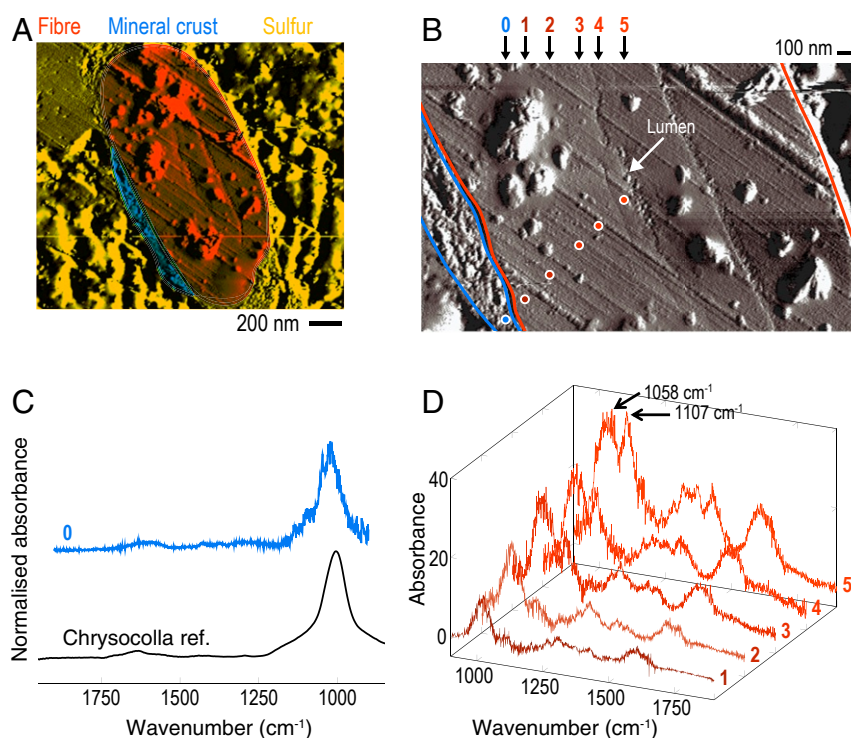 A
Fibre Mineral crust Sulfur
200 nm
B
0 1 2 3 4 5
100 nm
Lumen
C
Normalised absorbance
0
Chrysocolla ref.
1750 1500 1250 1000
Wavenumber (cm⁻¹)
D
1058 cm⁻¹
1107 cm⁻¹
Absorbance
40
20
0
5
4
3
2
1
1000 1250 1500 1750
Wavenumber (cm⁻¹)